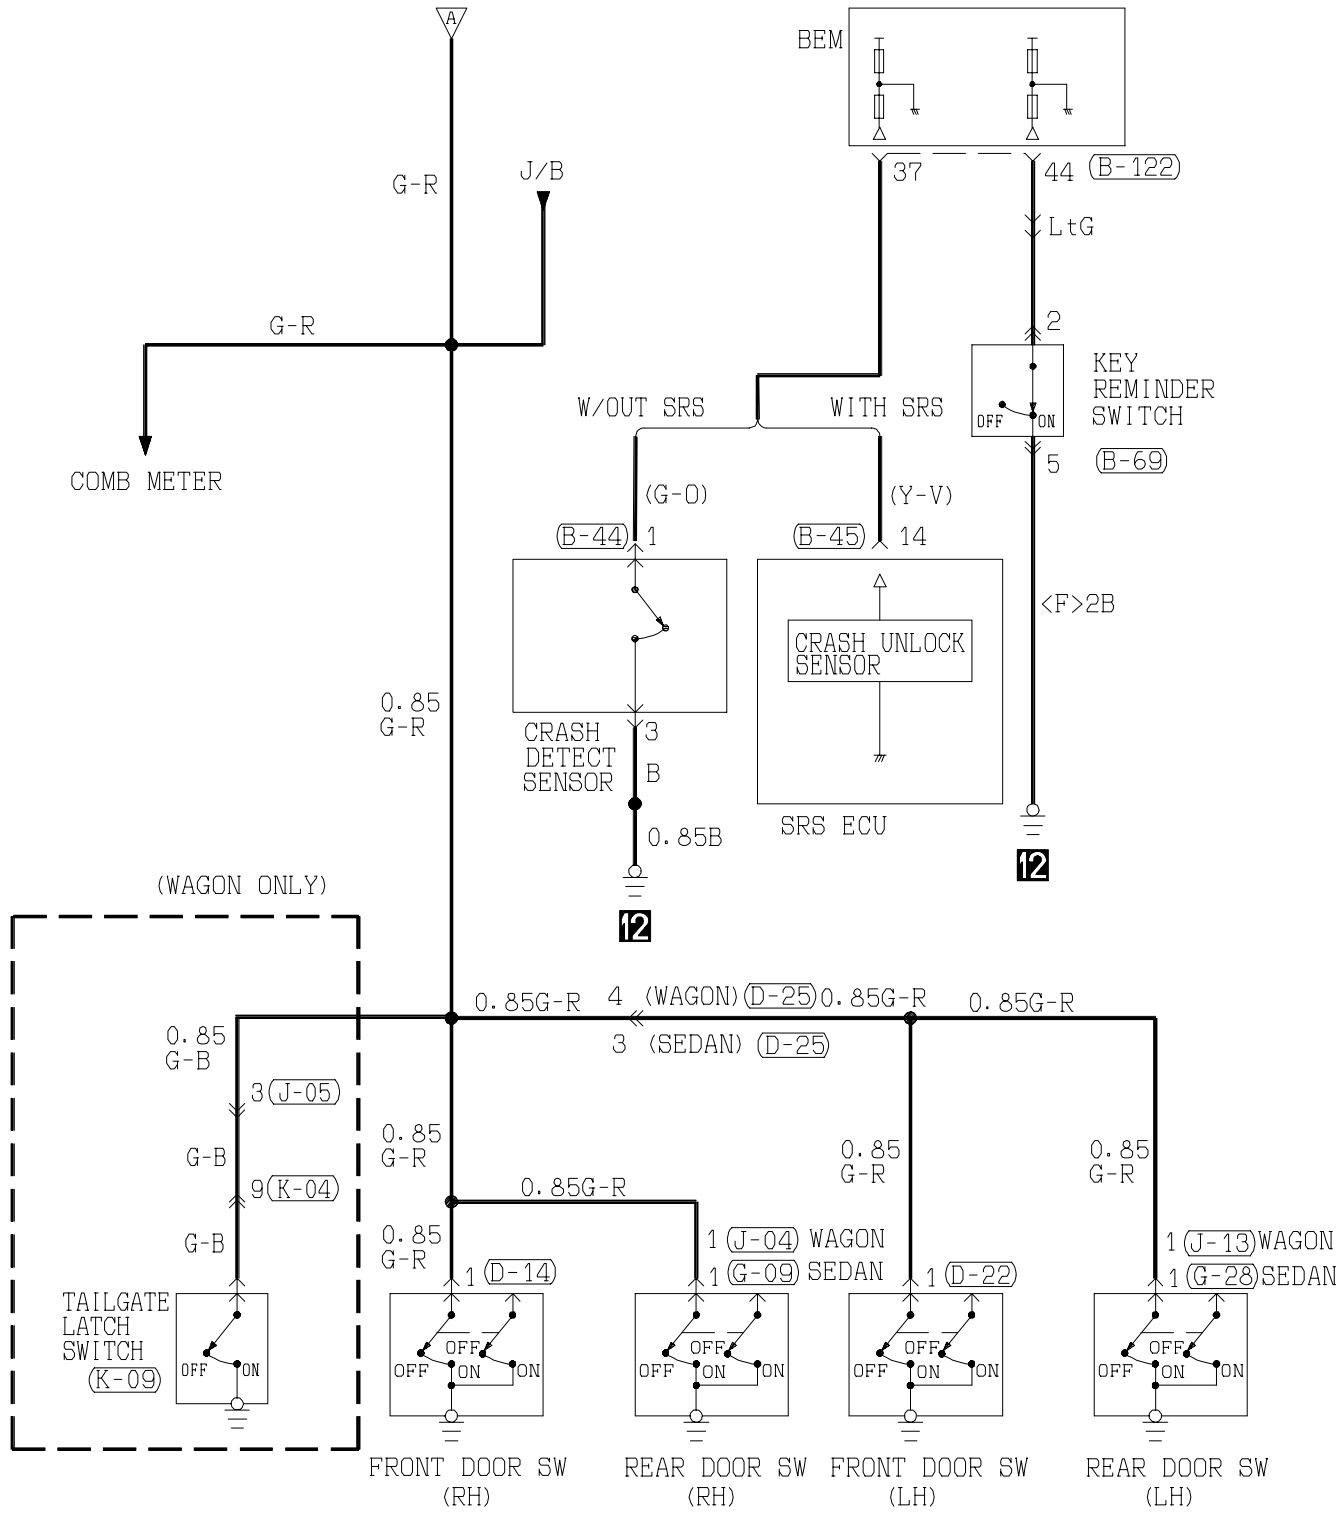 A
BEM
37
44
B-122
G-R
J/B
LtG
G-R
2
KEY
REMINDER
SWITCH
OFF
ON
5
B-69
COMB METER
W/OUT SRS
WITH SRS
(G-O)
(Y-V)
B-44
1
B-45
14
<F>2B
CRASH UNLOCK
SENSOR
0.85
G-R
CRASH
DETECT
SENSOR
3
B
0.85B
SRS ECU
12
12
(WAGON ONLY)
0.85G-R
4 (WAGON) D-25
0.85G-R
0.85G-R
3 (SEDAN) D-25
0.85
G-B
3 J-05
G-B
9 K-04
G-B
0.85
G-R
0.85G-R
0.85
G-R
0.85
G-R
0.85
G-R
1 D-14
1 J-04 WAGON
1 G-09 SEDAN
1 D-22
1 J-13 WAGON
1 G-28 SEDAN
TAILGATE
LATCH
SWITCH
K-09
OFF
ON
OFF
OFF
ON
ON
OFF
OFF
ON
ON
OFF
OFF
ON
ON
OFF
OFF
ON
ON
FRONT DOOR SW
(RH)
REAR DOOR SW
(RH)
FRONT DOOR SW
(LH)
REAR DOOR SW
(LH)